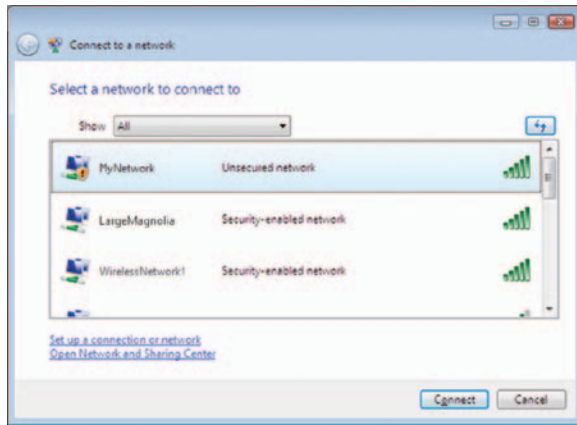 Connect to a network
Select a network to connect to
Show All
MyNetwork Unsecured network
LargeMagnolia Security-enabled network
WirelessNetwork1 Security-enabled network
Set up a connection or network
Open Network and Sharing Center
Connect Cancel